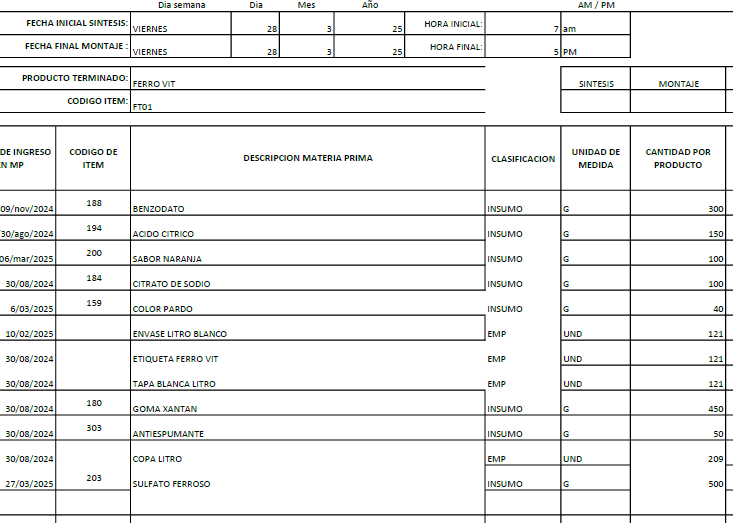 Dia semana Dia Mes Año AM / PM
FECHA INICIAL SINTESIS: VIERNES 28 3 25 HORA INICIAL: 7 am
FECHA FINAL MONTAJE : VIERNES 28 3 25 HORA FINAL: 5 PM
PRODUCTO TERMINADO: FERRO VIT SINTESIS MONTAJE
CODIGO ITEM: FT01
DE INGRESO CODIGO DE DESCRIPCION MATERIA PRIMA CLASIFICACION UNIDAD DE CANTIDAD POR
EN MP ITEM MEDIDA PRODUCTO
09/nov/2024 188 BENZODATO INSUMO G 300
30/ago/2024 194 ACIDO CITRICO INSUMO G 150
06/mar/2025 200 SABOR NARANJA INSUMO G 100
30/08/2024 184 CITRATO DE SODIO INSUMO G 100
6/03/2025 159 COLOR PARDO INSUMO G 40
10/02/2025 ENVASE LITRO BLANCO EMP UND 121
30/08/2024 ETIQUETA FERRO VIT EMP UND 121
30/08/2024 TAPA BLANCA LITRO EMP UND 121
30/08/2024 180 GOMA XANTAN INSUMO G 450
30/08/2024 303 ANTIESPUMANTE INSUMO G 50
30/08/2024 COPA LITRO EMP UND 209
27/03/2025 203 SULFATO FERROSO INSUMO G 500